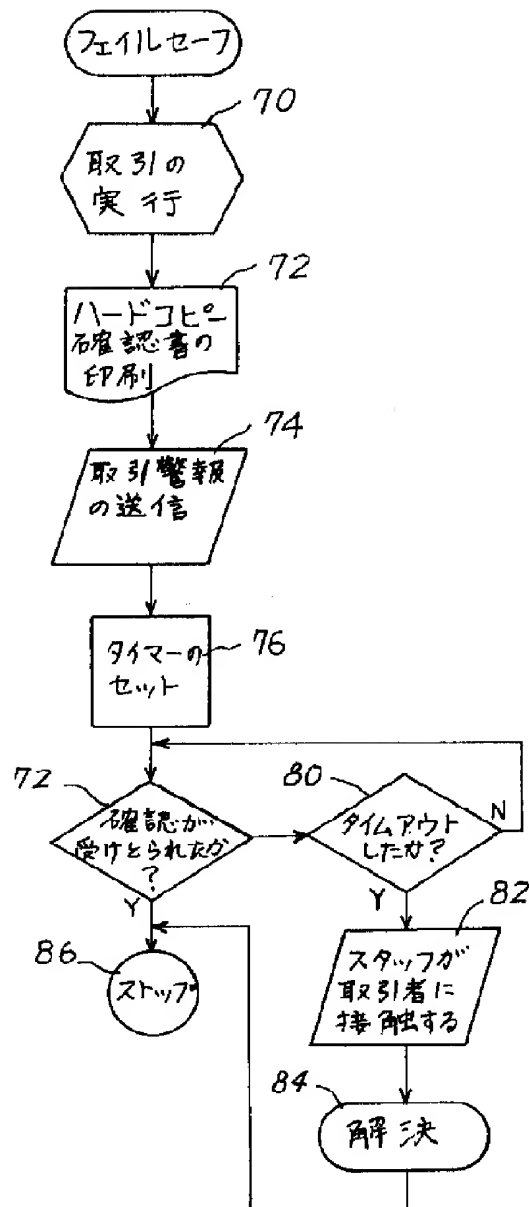 フェイルセーフ
70
取引の
実行
72
ハードコピー
確認書の
印刷
74
取引警報
の送信
76
タイマーの
セット
72
確認が
受けとられたか
?
Y
80
タイムアウト
したか?
N
Y
82
スタッフが
取引者に
接触する
86
ストップ
84
解決